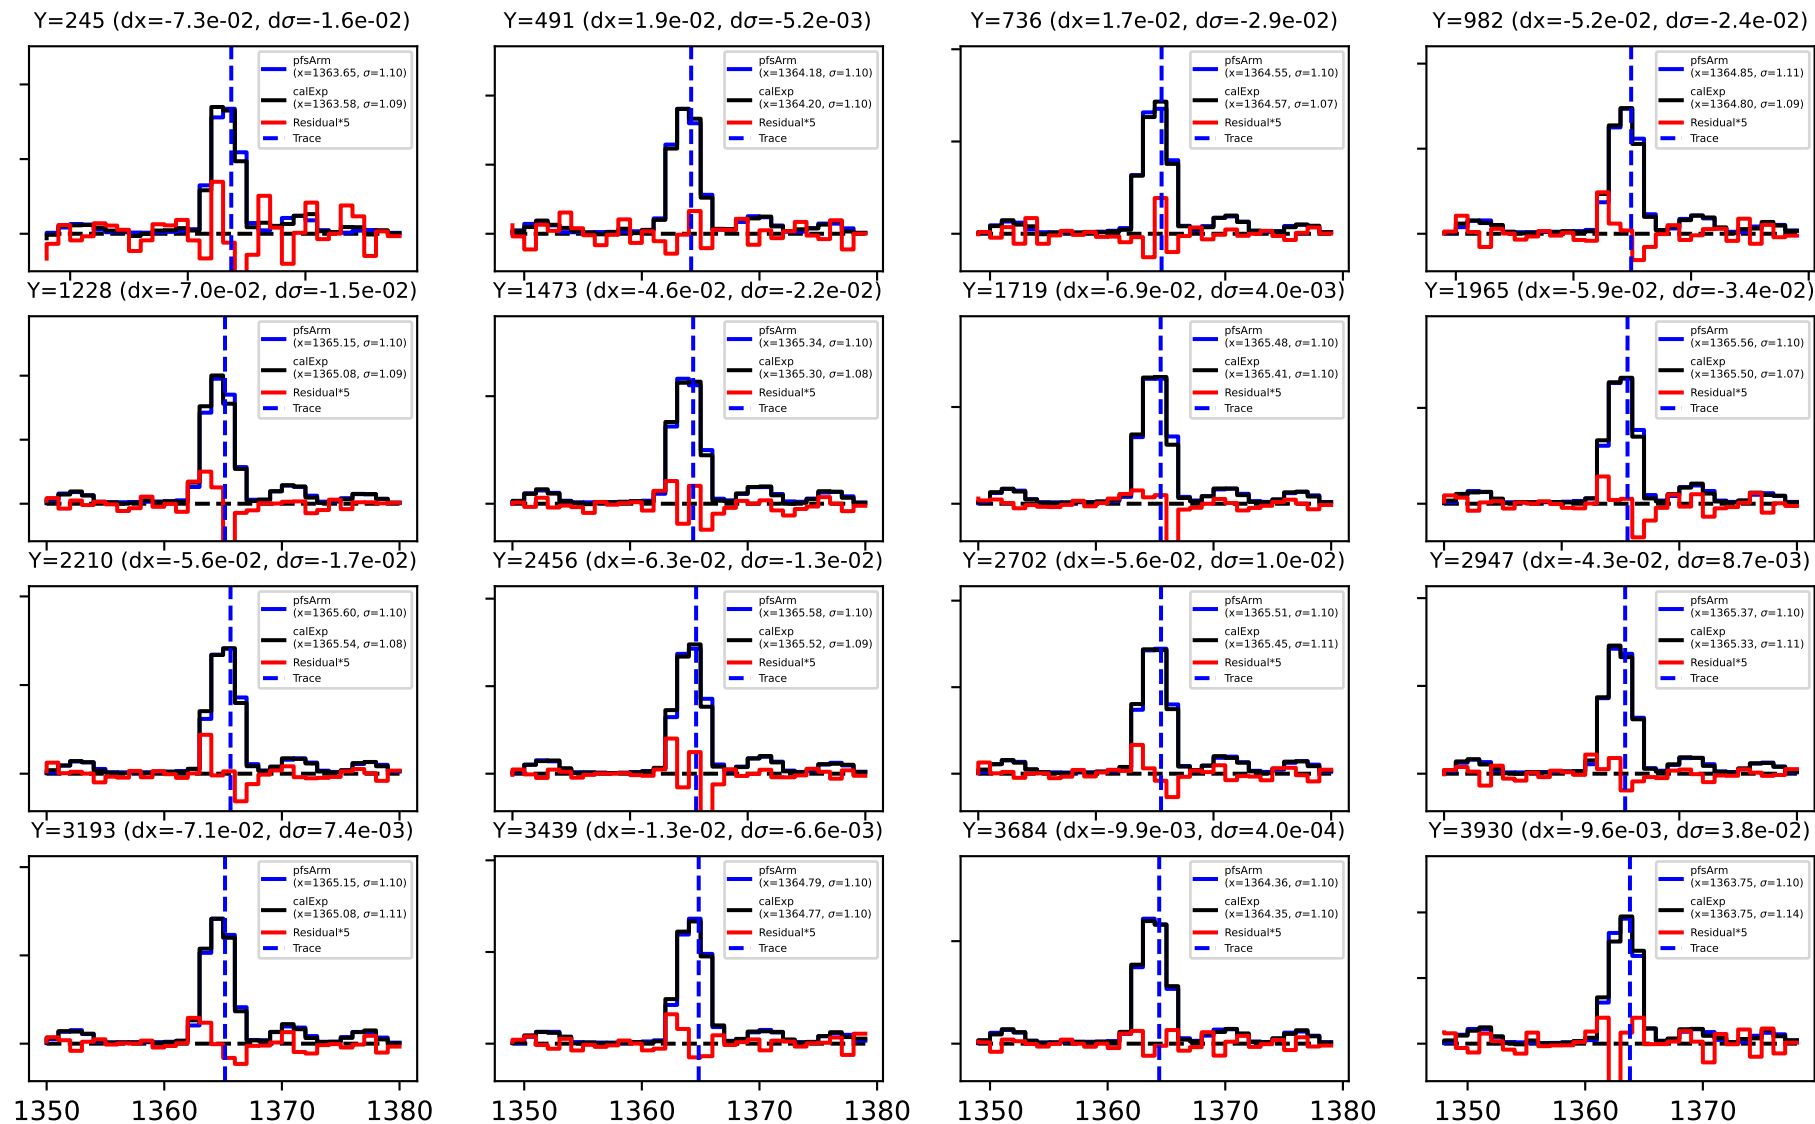 Y=245 (dx=-7.3e-02, dσ=-1.6e-02)
pfsArm
(x=1363.65, σ=1.10)
calExp
(x=1363.58, σ=1.09)
Residual*5
Trace
Y=491 (dx=1.9e-02, dσ=-5.2e-03)
pfsArm
(x=1364.18, σ=1.10)
calExp
(x=1364.20, σ=1.10)
Residual*5
Trace
Y=736 (dx=1.7e-02, dσ=-2.9e-02)
pfsArm
(x=1364.55, σ=1.10)
calExp
(x=1364.57, σ=1.07)
Residual*5
Trace
Y=982 (dx=-5.2e-02, dσ=-2.4e-02)
pfsArm
(x=1364.85, σ=1.11)
calExp
(x=1364.80, σ=1.09)
Residual*5
Trace
Y=1228 (dx=-7.0e-02, dσ=-1.5e-02)
pfsArm
(x=1365.15, σ=1.10)
calExp
(x=1365.08, σ=1.09)
Residual*5
Trace
Y=1473 (dx=-4.6e-02, dσ=-2.2e-02)
pfsArm
(x=1365.34, σ=1.10)
calExp
(x=1365.30, σ=1.08)
Residual*5
Trace
Y=1719 (dx=-6.9e-02, dσ=4.0e-03)
pfsArm
(x=1365.48, σ=1.10)
calExp
(x=1365.41, σ=1.10)
Residual*5
Trace
Y=1965 (dx=-5.9e-02, dσ=-3.4e-02)
pfsArm
(x=1365.56, σ=1.10)
calExp
(x=1365.50, σ=1.07)
Residual*5
Trace
Y=2210 (dx=-5.6e-02, dσ=-1.7e-02)
pfsArm
(x=1365.60, σ=1.10)
calExp
(x=1365.54, σ=1.08)
Residual*5
Trace
Y=2456 (dx=-6.3e-02, dσ=-1.3e-02)
pfsArm
(x=1365.58, σ=1.10)
calExp
(x=1365.52, σ=1.09)
Residual*5
Trace
Y=2702 (dx=-5.6e-02, dσ=1.0e-02)
pfsArm
(x=1365.51, σ=1.10)
calExp
(x=1365.45, σ=1.11)
Residual*5
Trace
Y=2947 (dx=-4.3e-02, dσ=8.7e-03)
pfsArm
(x=1365.37, σ=1.10)
calExp
(x=1365.33, σ=1.11)
Residual*5
Trace
Y=3193 (dx=-7.1e-02, dσ=7.4e-03)
pfsArm
(x=1365.15, σ=1.10)
calExp
(x=1365.08, σ=1.11)
Residual*5
Trace
Y=3439 (dx=-1.3e-02, dσ=-6.6e-03)
pfsArm
(x=1364.79, σ=1.10)
calExp
(x=1364.77, σ=1.10)
Residual*5
Trace
Y=3684 (dx=-9.9e-03, dσ=4.0e-04)
pfsArm
(x=1364.36, σ=1.10)
calExp
(x=1364.35, σ=1.10)
Residual*5
Trace
Y=3930 (dx=-9.6e-03, dσ=3.8e-02)
pfsArm
(x=1363.75, σ=1.10)
calExp
(x=1363.75, σ=1.14)
Residual*5
Trace
1350 1360 1370 1380
1350 1360 1370 1380
1350 1360 1370 1380
1350 1360 1370